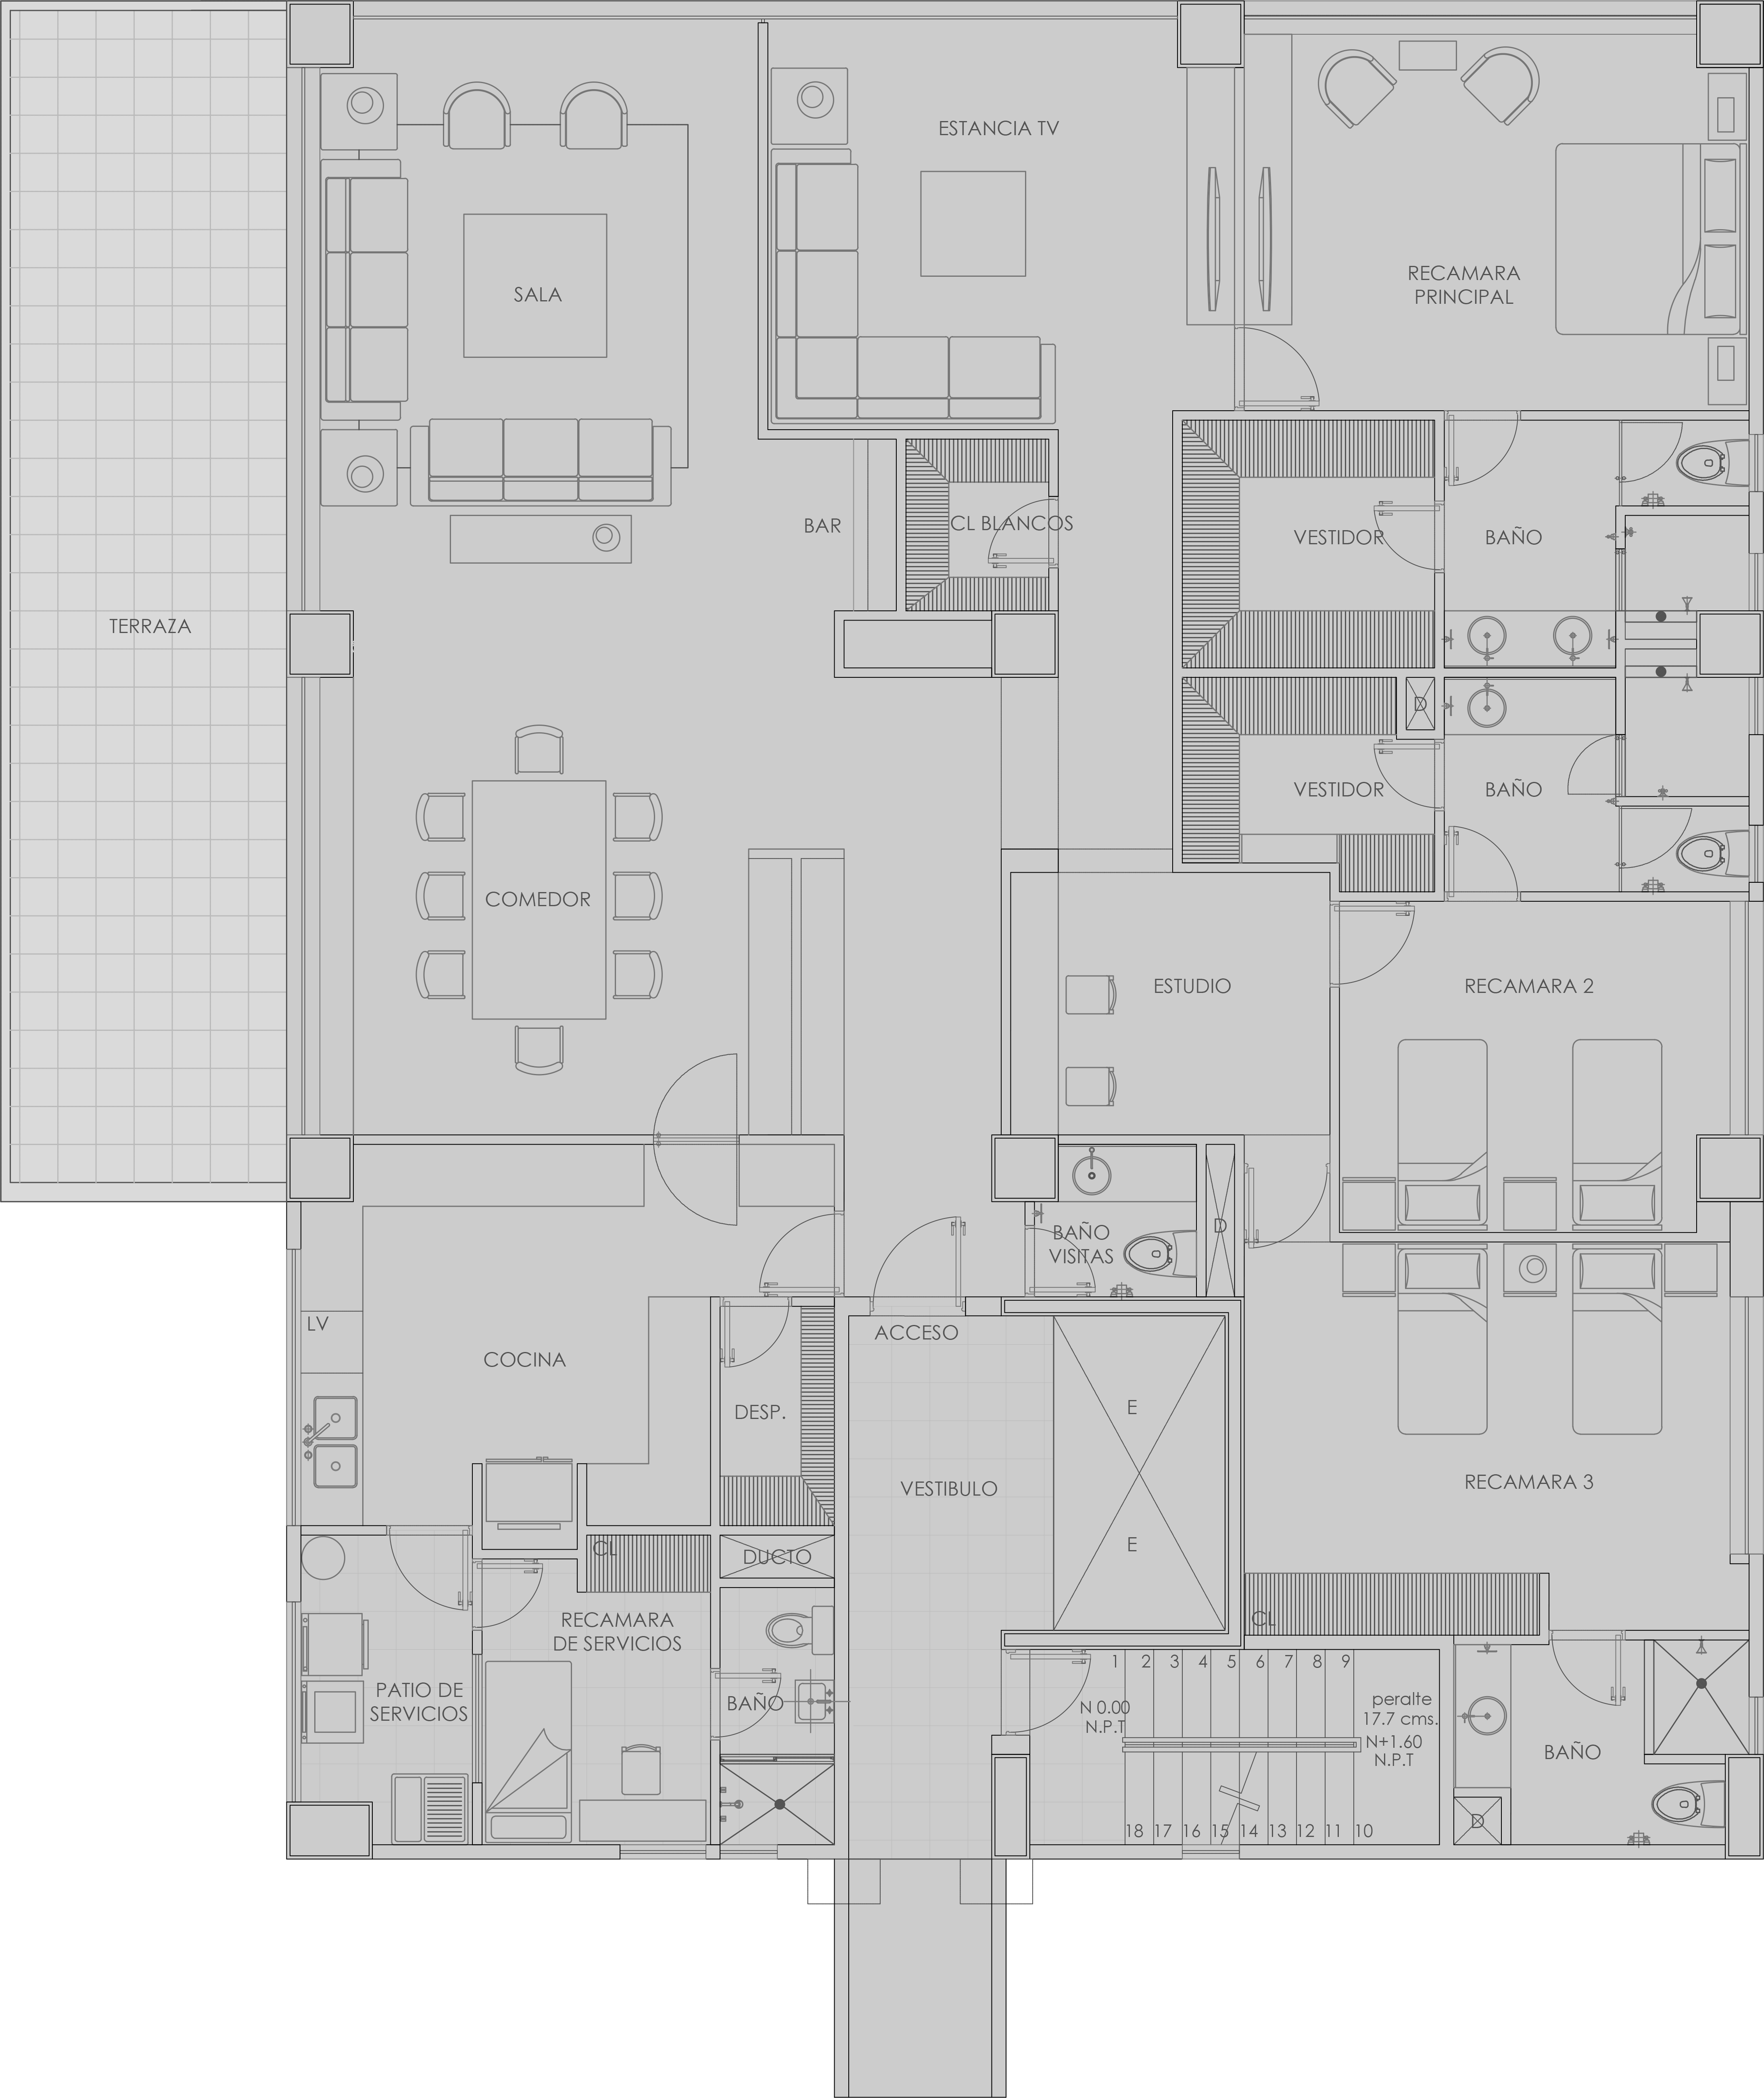 ESTANCIA TV
RECAMARA
PRINCIPAL
SALA
BAR
CL BLANCOS
VESTIDOR
BAÑO
TERRAZA
D
VESTIDOR
BAÑO
COMEDOR
ESTUDIO
RECAMARA 2
BAÑO
VISITAS
D
LV
ACCESO
COCINA
E
DESP.
VESTIBULO
RECAMARA 3
E
CL
DUCTO
RECAMARA
DE SERVICIOS
CL
PATIO DE
SERVICIOS
BAÑO
1 2 3 4 5 6 7 8 9
N 0.00
N.P.T
peralte
17.7 cms.
N+1.60
N.P.T
BAÑO
18 17 16 15 14 13 12 11 10
D